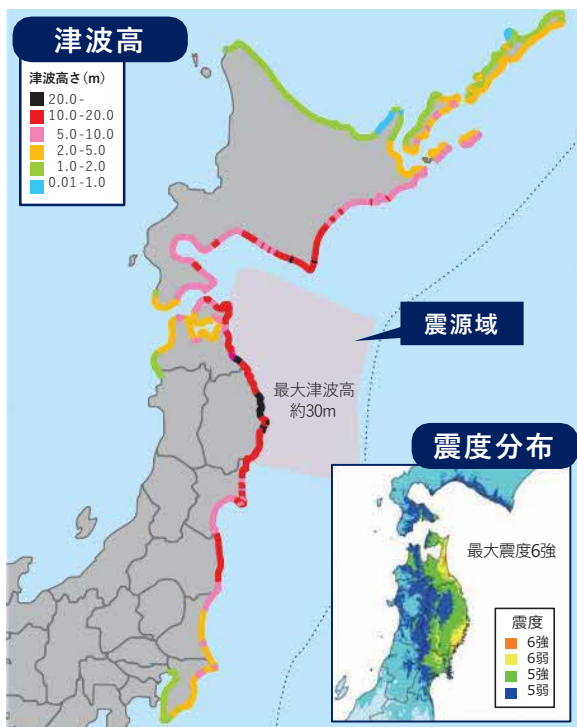 津波高
津波高さ(m)
20.0-
10.0-20.0
5.0-10.0
2.0-5.0
1.0-2.0
0.01-1.0
震源域
最大津波高
約30m
震度分布
最大震度6強
震度
6強
6弱
5強
5弱